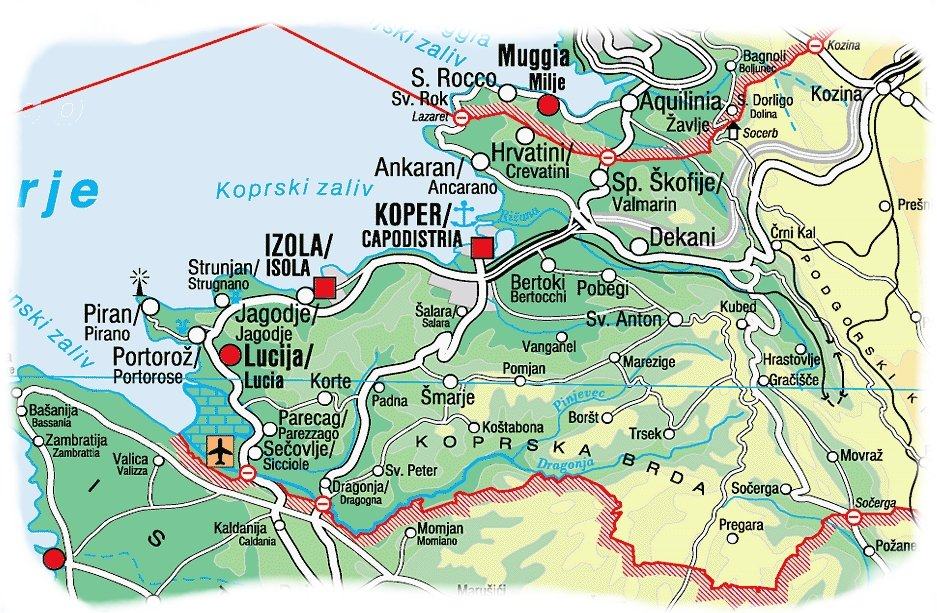 Muggia
Milje
S. Rocco
Sv. Rok
Lazaret
Aquilinia
Žavlje
Bagnoli
Boljunec
S. Dorligo
Dolina
Socerb
Kozina
Kozina
Hrvatini/
Crevatini
Ankaran/
Ancarano
Sp. Škofije/
Valmarin
rje
Koprski zaliv
KOPER/
CAPODISTRIA
Rižana
Dekani
Črni Kal
IZOLA/
ISOLA
Strunjan/
Strugnano
Jagodje/
Jagodje
Bertoki
Bertocchi
Pobegi
Šalara/
Salara
Sv. Anton
Kubed
Piran/
Pirano
Portorož/
Portorose
Lucija/
Lucia
Vanganel
Marezige
Hrastovlje
Gračišče
PODGORSKI K
Korte
Padna
Šmarje
Pomjan
Pinjevec
Boršt
Trsek
Koštabona
Bašanija
Bassania
Zambratija
Zambrattia
Parecag/
Parezzago
Sečovlje/
Sicciole
KOPRSKA BRDA
Valica
Valizza
Sv. Peter
Dragonja
Movraž
Dragonja/
Dragogna
Sočerga
Sočerga
I S
Kaldanija
Caldania
Momjan
Momiano
Pregara
Požane
Marušići